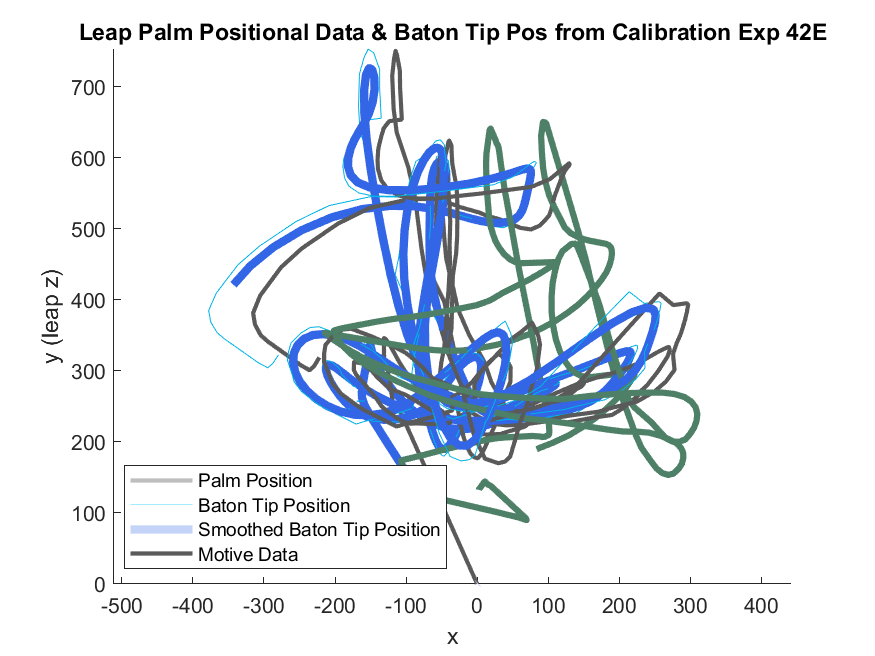 Leap Palm Positional Data & Baton Tip Pos from Calibration Exp 42E
y (leap z)
700
600
500
400
300
200
100
0
Palm Position
Baton Tip Position
Smoothed Baton Tip Position
Motive Data
-500 -400 -300 -200 -100 0 100 200 300 400
x